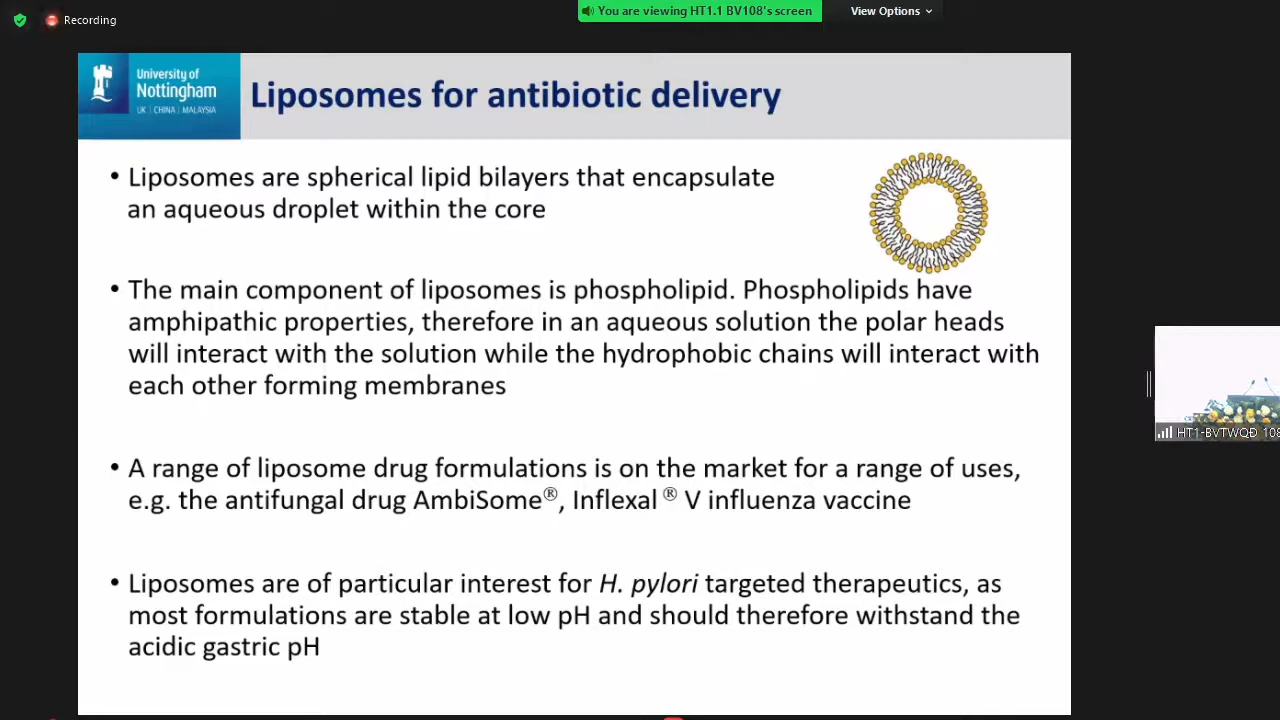 Recording
You are viewing HT1.1 BV108's screen
View Options
University of
Nottingham
UK | CHINA | MALAYSIA
Liposomes for antibiotic delivery
• Liposomes are spherical lipid bilayers that encapsulate
an aqueous droplet within the core
• The main component of liposomes is phospholipid. Phospholipids have
amphipathic properties, therefore in an aqueous solution the polar heads
will interact with the solution while the hydrophobic chains will interact with
each other forming membranes
• A range of liposome drug formulations is on the market for a range of uses,
e.g. the antifungal drug AmbiSome®, Inflexal ® V influenza vaccine
• Liposomes are of particular interest for H. pylori targeted therapeutics, as
most formulations are stable at low pH and should therefore withstand the
acidic gastric pH
HT1-BVTWQĐ 108